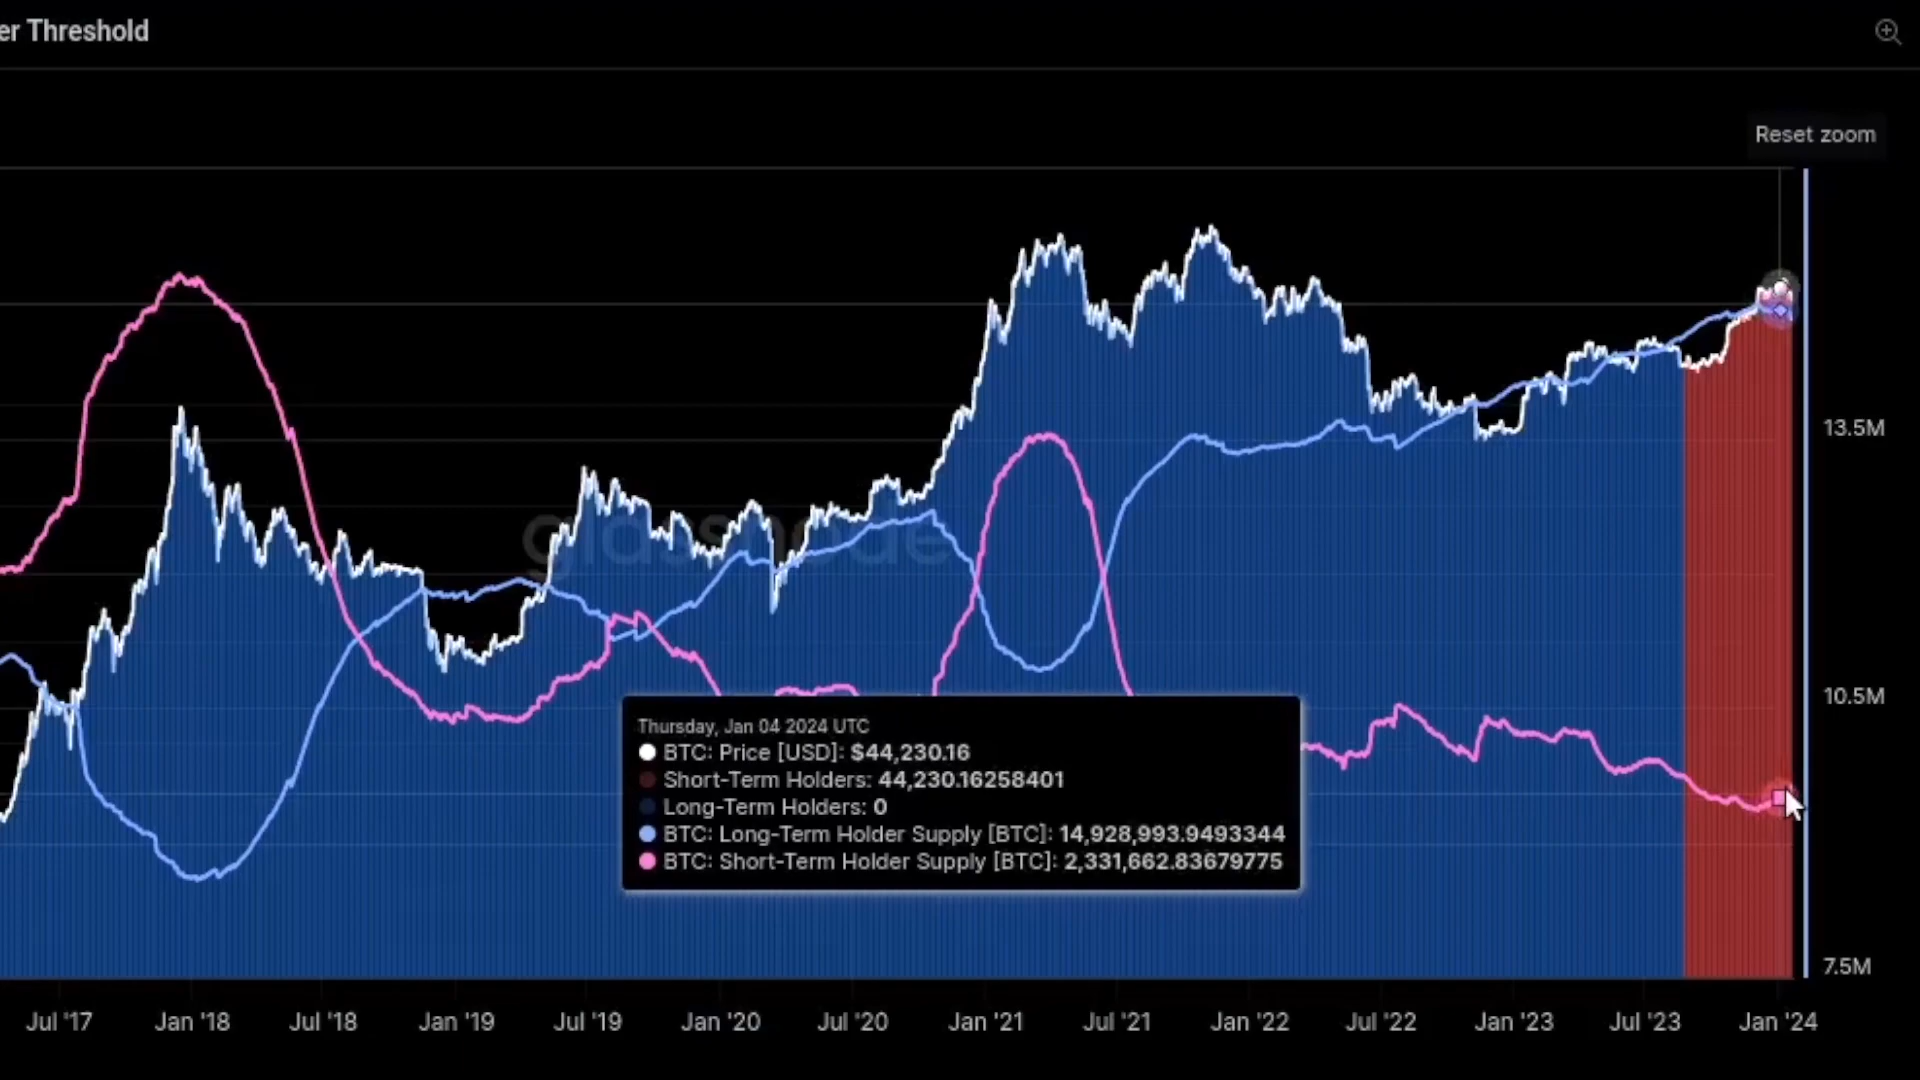 er Threshold
Reset zoom
glassnode
13.5M
10.5M
Thursday, Jan 04 2024 UTC
BTC: Price [USD]: $44,230.16
Short-Term Holders: 44,230.16258401
Long-Term Holders: 0
BTC: Long-Term Holder Supply [BTC]: 14,928,993.9493344
BTC: Short-Term Holder Supply [BTC]: 2,331,662.83679775
7.5M
Jul '17 Jan '18 Jul '18 Jan '19 Jul '19 Jan '20 Jul '20 Jan '21 Jul '21 Jan '22 Jul '22 Jan '23 Jul '23 Jan '24